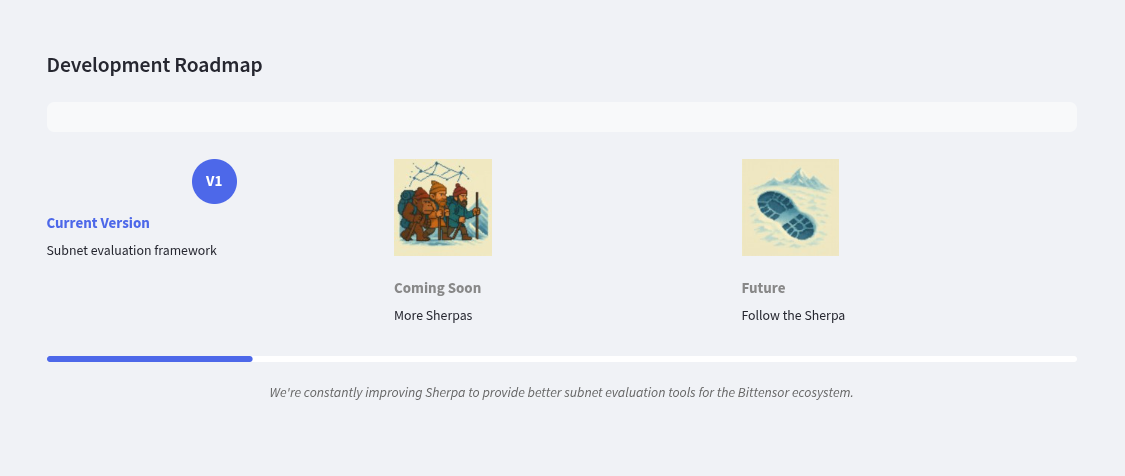 Development Roadmap
V1
Current Version
Subnet evaluation framework
Coming Soon
More Sherpas
Future
Follow the Sherpa
We're constantly improving Sherpa to provide better subnet evaluation tools for the Bittensor ecosystem.